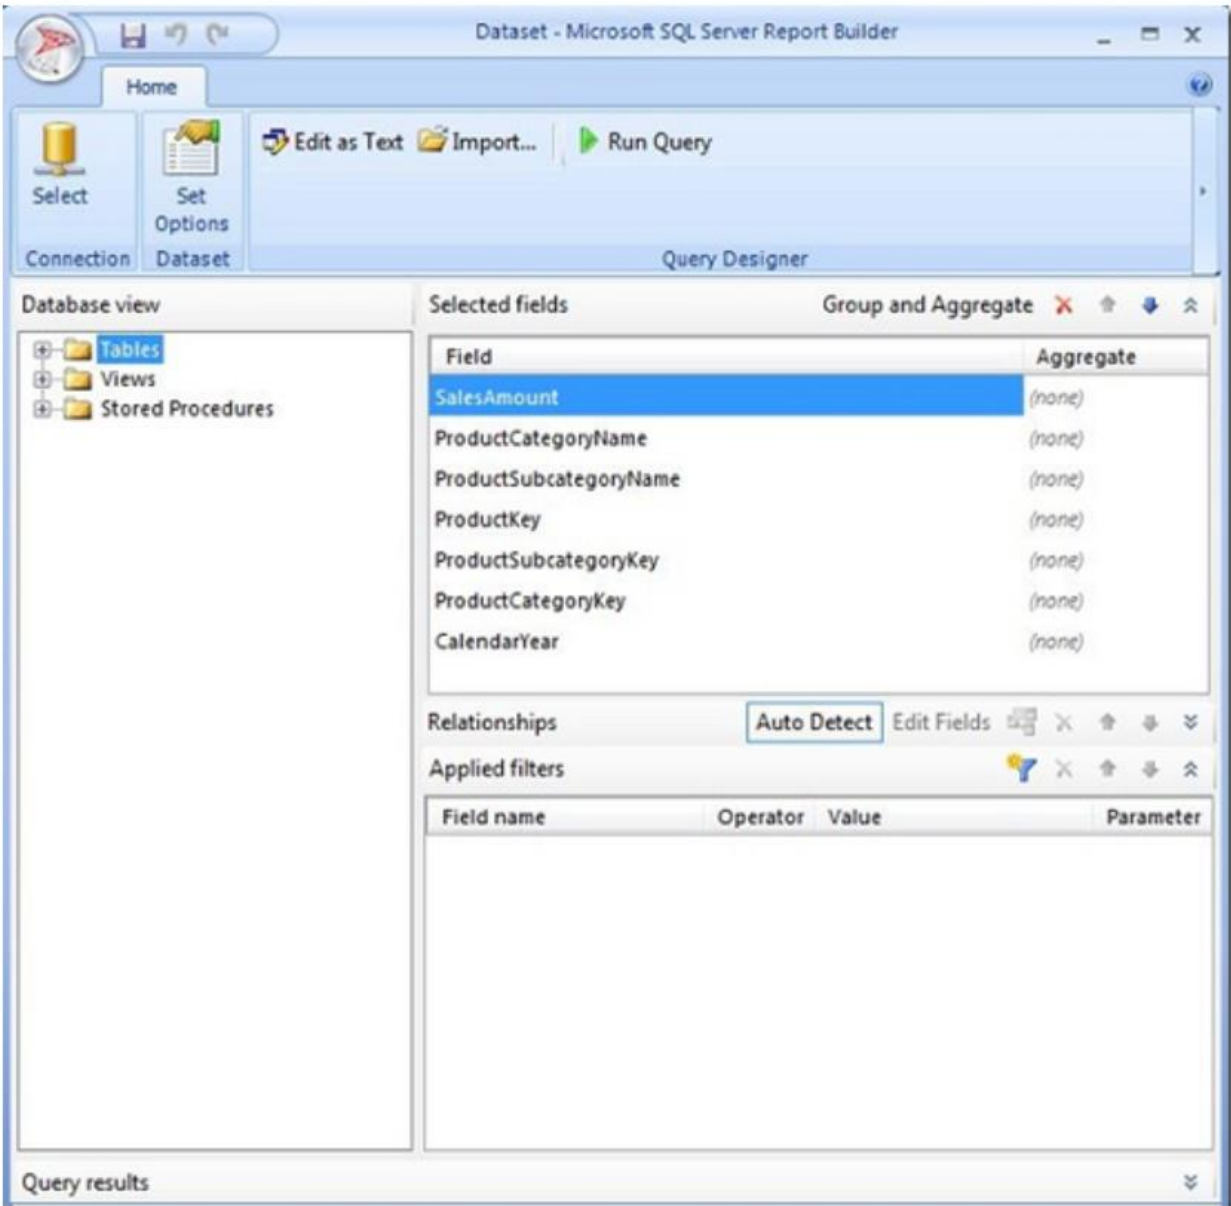 Dataset - Microsoft SQL Server Report Builder
Home
Edit as Text Import... Run Query
Select Set Options
Connection Dataset Query Designer
Database view
Tables
Views
Stored Procedures
Selected fields Group and Aggregate
Field Aggregate
SalesAmount (none)
ProductCategoryName (none)
ProductSubcategoryName (none)
ProductKey (none)
ProductSubcategoryKey (none)
ProductCategoryKey (none)
CalendarYear (none)
Relationships Auto Detect Edit Fields
Applied filters
Field name Operator Value Parameter
Query results